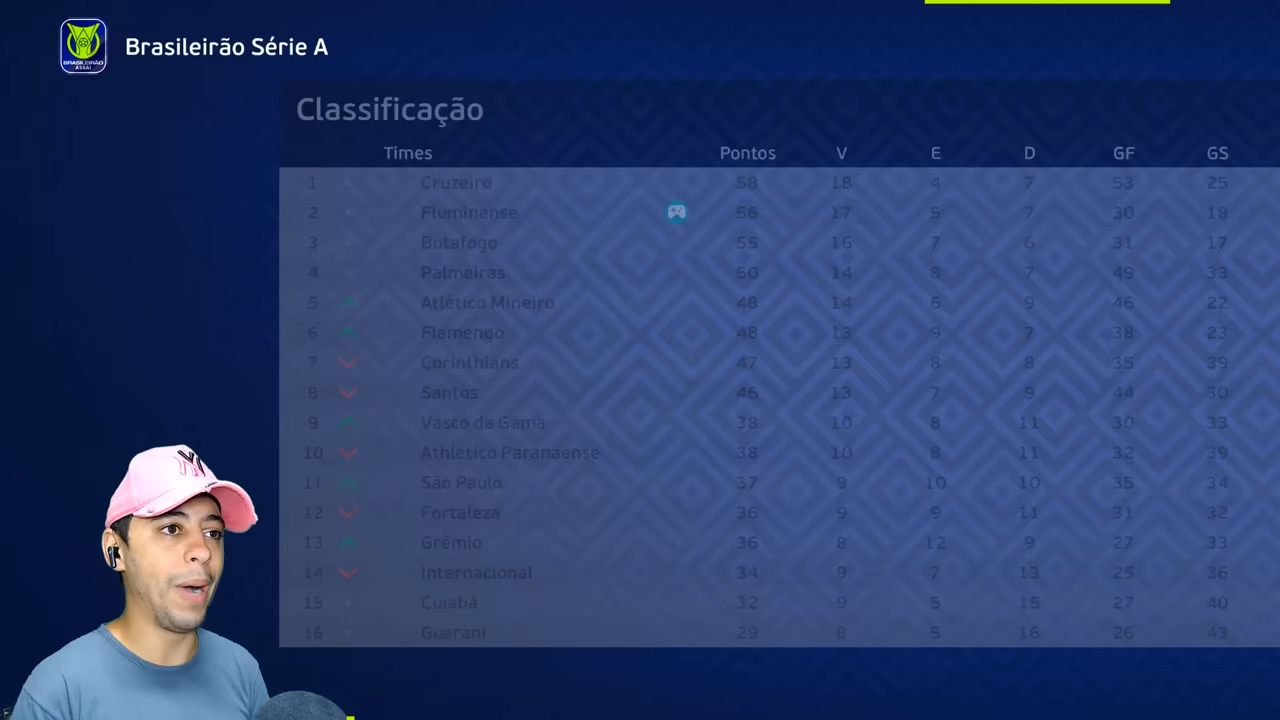 BRASILEIRÃO
ASSAÍ
Brasileirão Série A
Classificação
Times Pontos V E D GF GS
1 Cruzeiro 58 18 4 7 53 25
2 Fluminense 56 17 5 7 30 18
3 Botafogo 55 16 7 6 31 17
4 Palmeiras 50 14 8 7 49 33
5 Atlético Mineiro 48 14 6 9 46 22
6 Flamengo 48 13 9 7 38 23
7 Corinthians 47 13 8 8 35 39
8 Santos 46 13 7 9 44 30
9 Vasco da Gama 38 10 8 11 30 33
10 Athletico Paranaense 38 10 8 11 32 39
11 São Paulo 37 9 10 10 35 34
12 Fortaleza 36 9 9 11 31 32
13 Grêmio 36 8 12 9 27 33
14 Internacional 34 9 7 13 25 36
15 Cuiabá 32 9 5 15 27 40
16 Guarani 29 8 5 16 26 43
NY